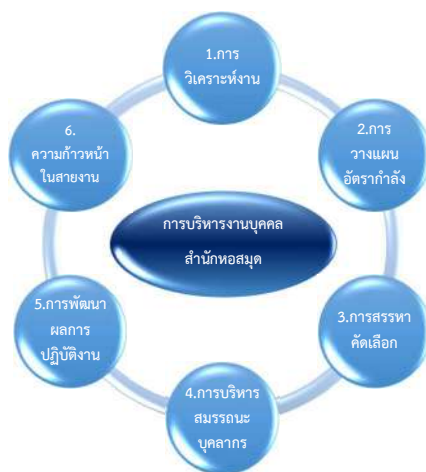 1.การ
วิเคราะห์งาน
2.การ
วางแผน
อัตรากำลัง
3.การสรรหา
คัดเลือก
4.การบริหาร
สมรรถนะ
บุคลากร
5.การพัฒนา
ผลการ
ปฏิบัติงาน
6.
ความก้าวหน้า
ในสายงาน
การบริหารงานบุคคล
สำนักหอสมุด